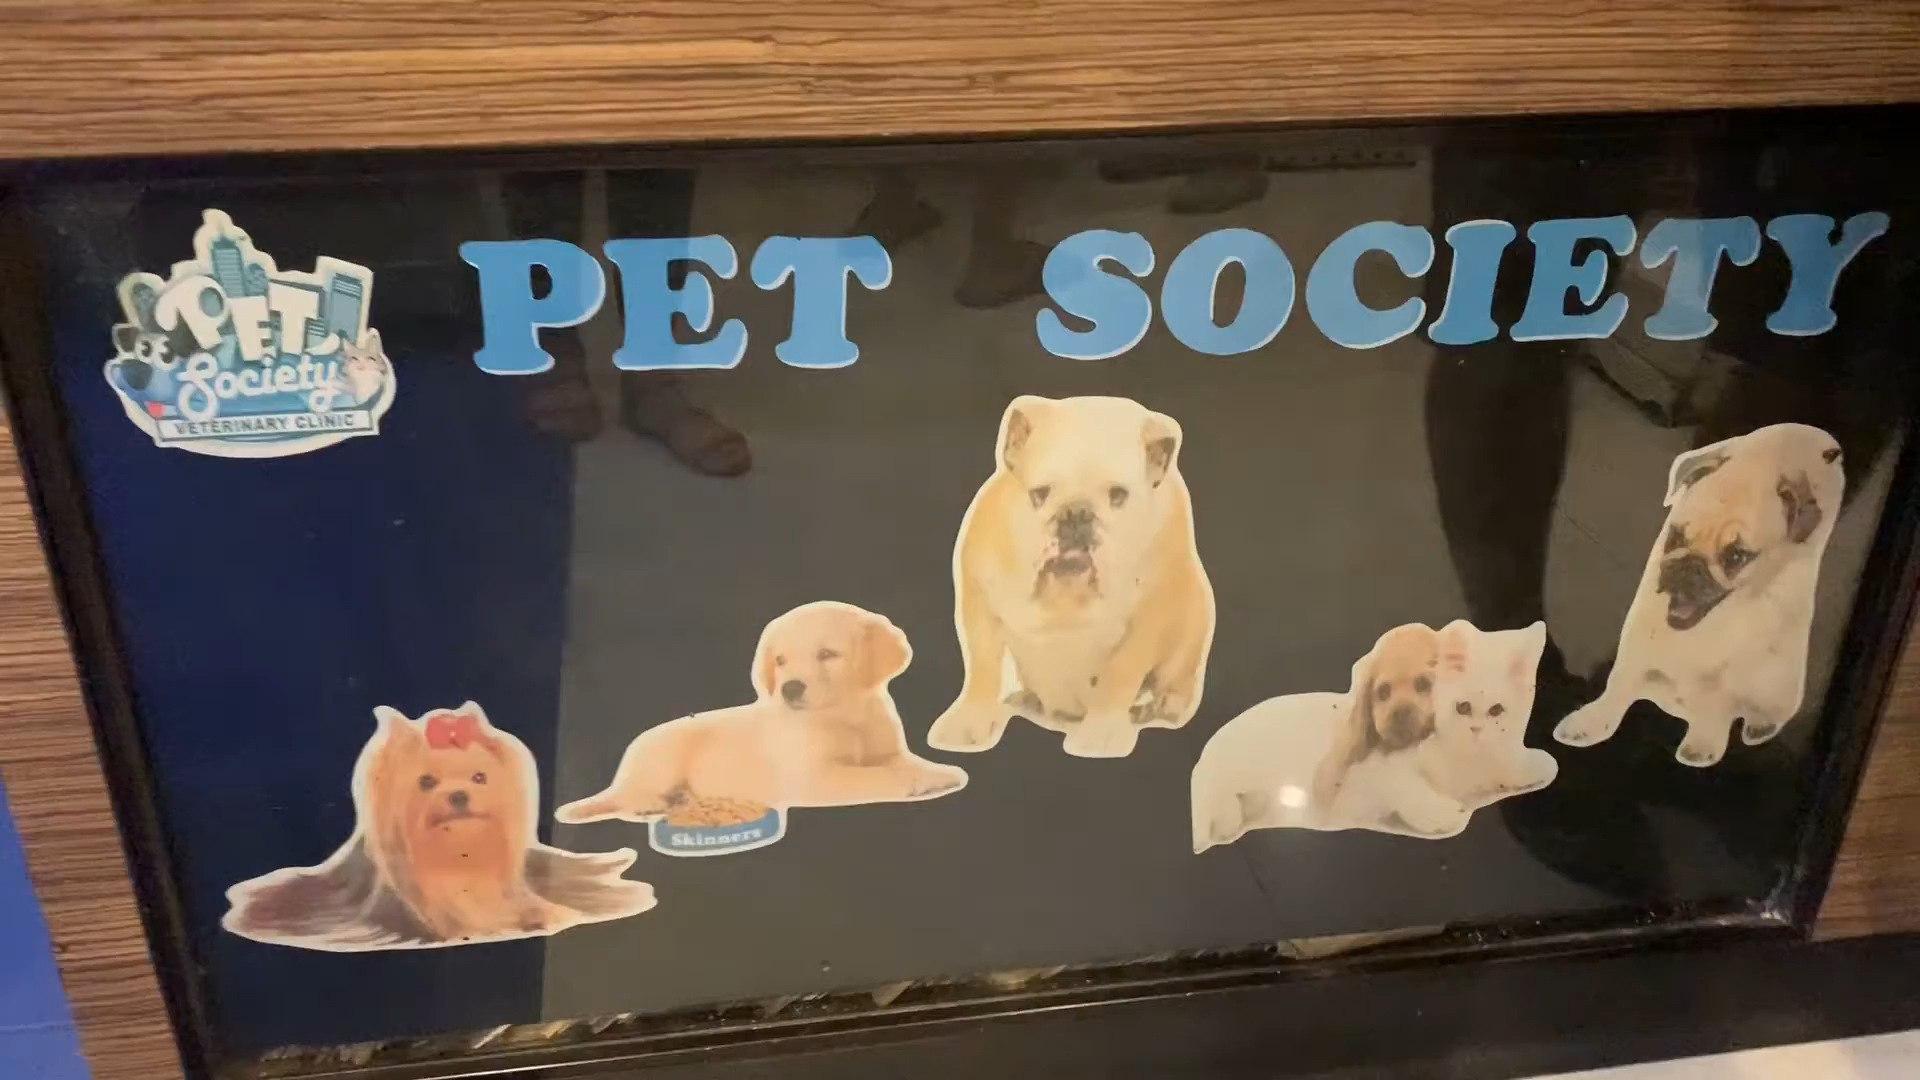 PET SOCIETY
PET
Society
VETERINARY CLINIC
Skinners